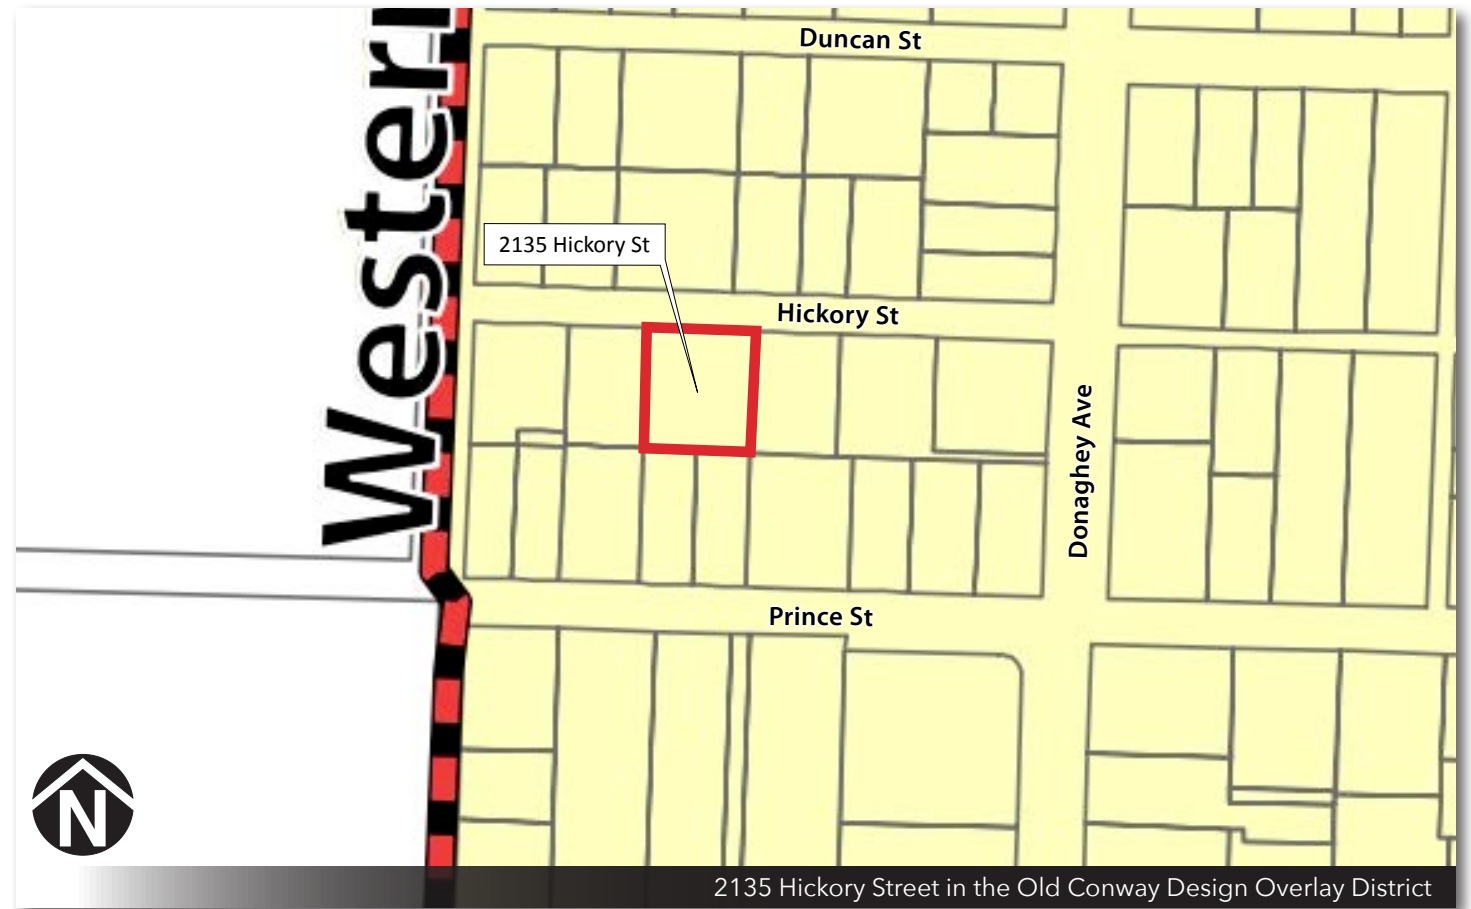 Duncan St
2135 Hickory St
Hickory St
Donaghey Ave
Prince St
Western
N
2135 Hickory Street in the Old Conway Design Overlay District